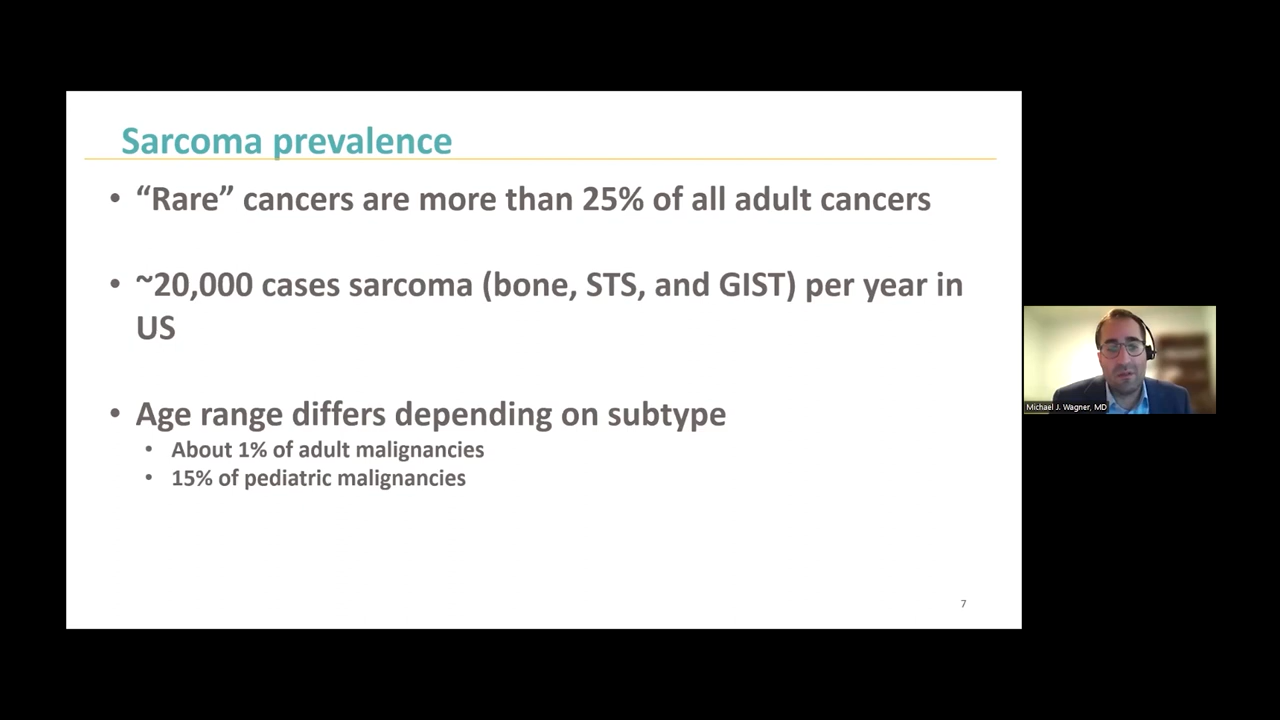 Sarcoma prevalence
• “Rare” cancers are more than 25% of all adult cancers
• ~20,000 cases sarcoma (bone, STS, and GIST) per year in
US
• Age range differs depending on subtype
• About 1% of adult malignancies
• 15% of pediatric malignancies
7
Michael J. Wagner, MD